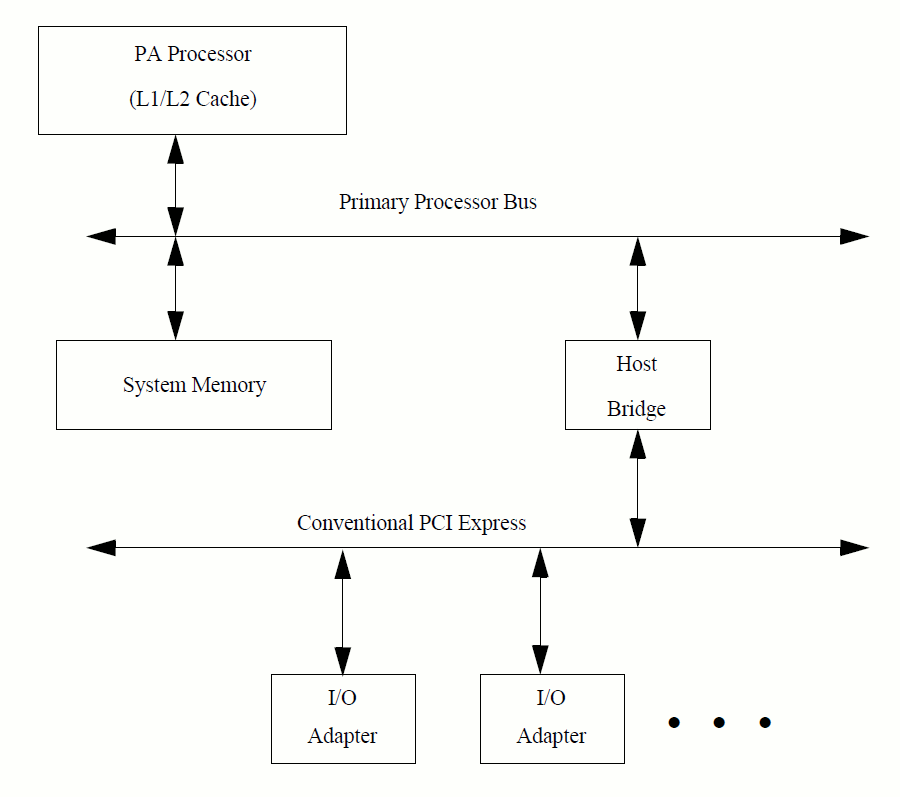 PA Processor
(L1/L2 Cache)
Primary Processor Bus
System Memory
Host
Bridge
Conventional PCI Express
I/O
Adapter
I/O
Adapter